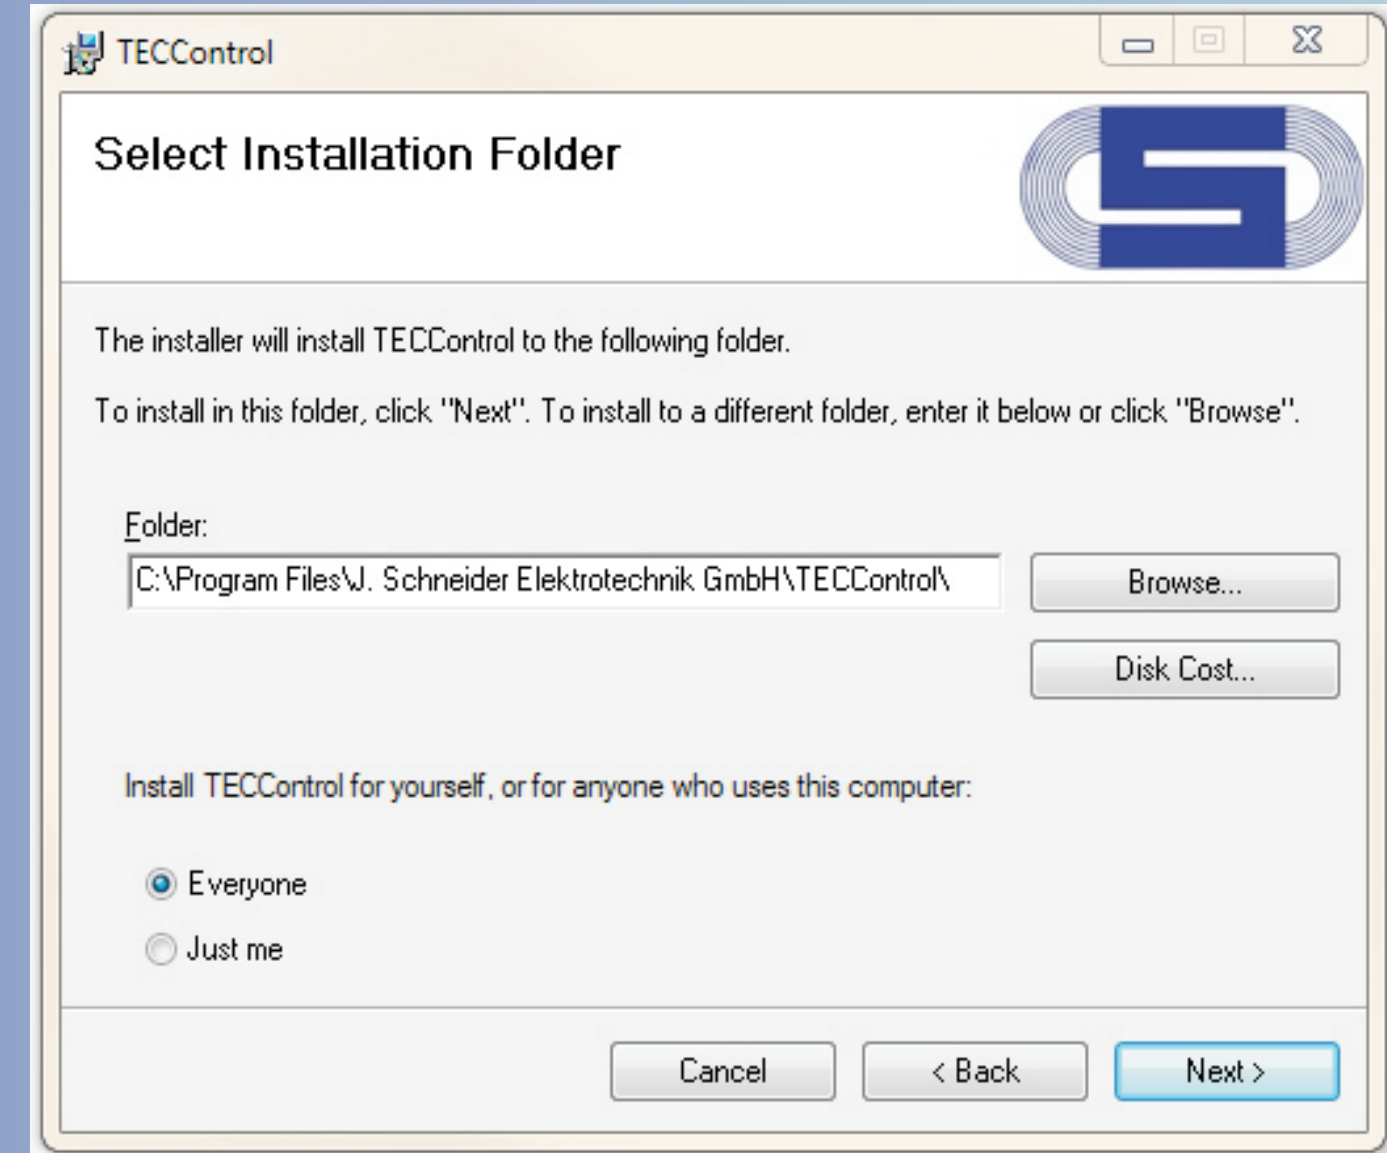 TECControl
Select Installation Folder
The installer will install TECControl to the following folder.
To install in this folder, click "Next". To install to a different folder, enter it below or click "Browse".
Folder:
C:\Program Files\J. Schneider Elektrotechnik GmbH\TECControl\
Browse...
Disk Cost...
Install TECControl for yourself, or for anyone who uses this computer:
Everyone
Just me
Cancel
< Back
Next >